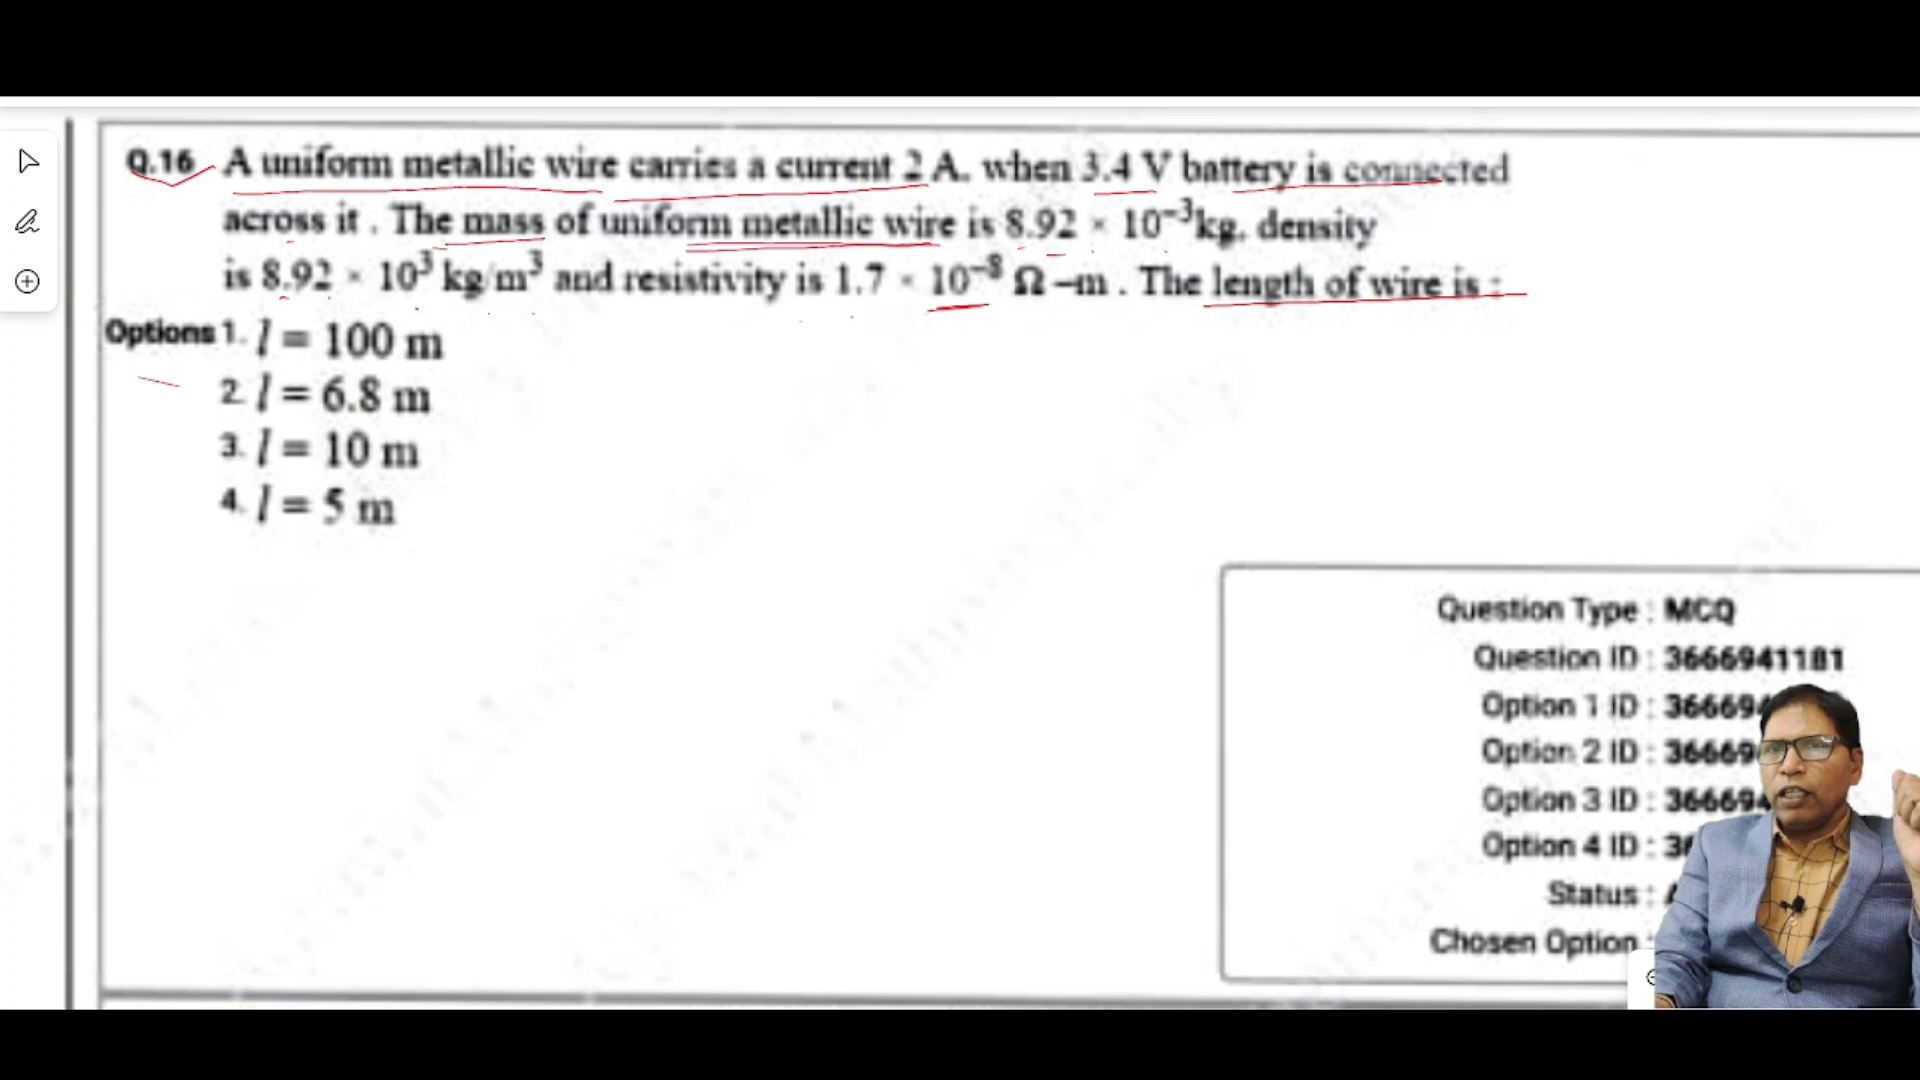 Q.16 A uniform metallic wire carries a current 2 A. when 3.4 V battery is connected
across it . The mass of uniform metallic wire is 8.92 × 10⁻³kg, density
is 8.92 × 10³ kg/m³ and resistivity is 1.7 × 10⁻⁸ Ω–m . The length of wire is :
Options 1. l = 100 m
2. l = 6.8 m
3. l = 10 m
4. l = 5 m
Question Type : MCQ
Question ID : 3666941181
Option 1 ID : 36669
Option 2 ID : 36669
Option 3 ID : 36669
Option 4 ID : 3
Status :
Chosen Option :